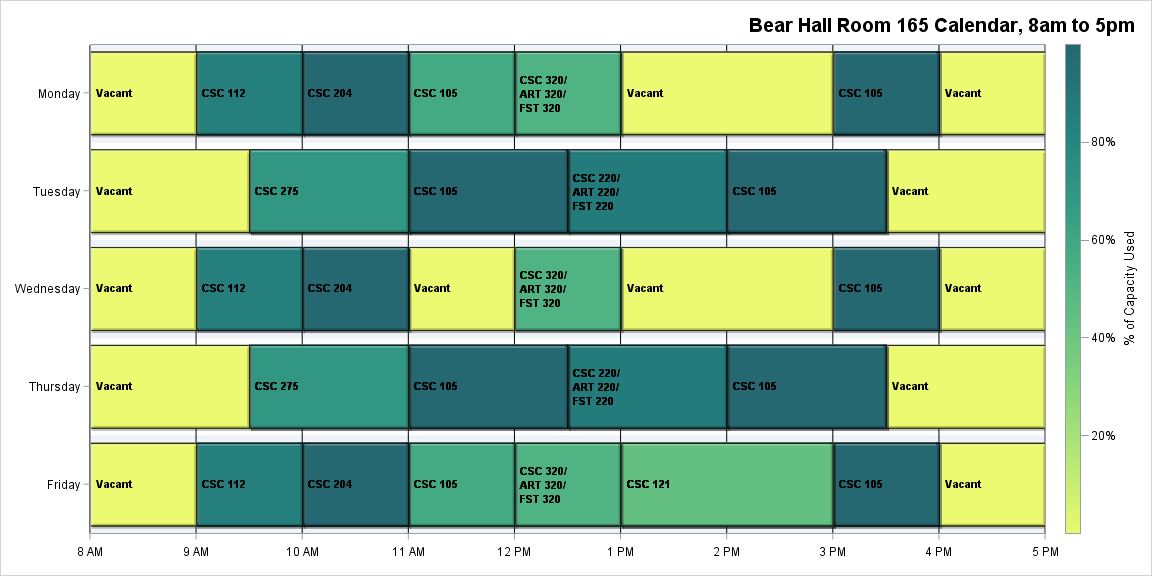 Bear Hall Room 165 Calendar, 8am to 5pm
Monday
Vacant
CSC 112
CSC 204
CSC 105
CSC 320/
ART 320/
FST 320
Vacant
CSC 105
Vacant
Tuesday
Vacant
CSC 275
CSC 105
CSC 220/
ART 220/
FST 220
CSC 105
Vacant
Wednesday
Vacant
CSC 112
CSC 204
Vacant
CSC 320/
ART 320/
FST 320
Vacant
CSC 105
Vacant
Thursday
Vacant
CSC 275
CSC 105
CSC 220/
ART 220/
FST 220
CSC 105
Vacant
Friday
Vacant
CSC 112
CSC 204
CSC 105
CSC 320/
ART 320/
FST 320
CSC 121
CSC 105
Vacant
8 AM
9 AM
10 AM
11 AM
12 PM
1 PM
2 PM
3 PM
4 PM
5 PM
80%
60%
40%
20%
% of Capacity Used